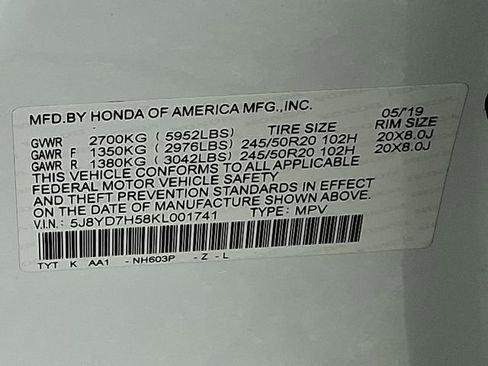 MFD.BY HONDA OF AMERICA MFG.,INC. 05/'19
TIRE SIZE RIM SIZE
GVWR 2700KG (5952LBS)
GAWR F 1350KG (2976LBS) 245/50R20 102H 20X8.0J
GAWR R 1380KG (3042LBS) 245/50R20 102H 20X8.0J
THIS VEHICLE CONFORMS TO ALL APPLICABLE
FEDERAL MOTOR VEHICLE SAFETY
AND THEFT PREVENTION STANDARDS IN EFFECT
ON THE DATE OF MANUFACTURE SHOWN ABOVE.
V.I.N.: 5J8YD7H58KL001741 TYPE: MPV
TYT K AA1 - NH603P - Z - L